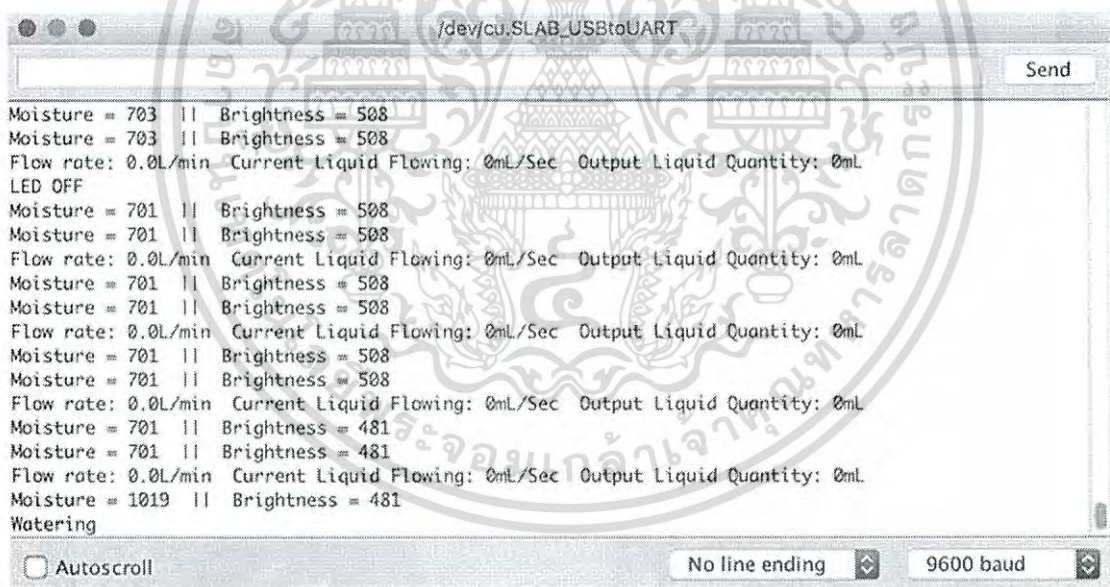 /dev/cu.SLAB_USBtoUART
Send
Moisture = 703 || Brightness = 508
Moisture = 703 || Brightness = 508
Flow rate: 0.0L/min Current Liquid Flowing: 0mL/Sec Output Liquid Quantity: 0mL
LED OFF
Moisture = 701 || Brightness = 508
Moisture = 701 || Brightness = 508
Flow rate: 0.0L/min Current Liquid Flowing: 0mL/Sec Output Liquid Quantity: 0mL
Moisture = 701 || Brightness = 508
Moisture = 701 || Brightness = 508
Flow rate: 0.0L/min Current Liquid Flowing: 0mL/Sec Output Liquid Quantity: 0mL
Moisture = 701 || Brightness = 508
Moisture = 701 || Brightness = 508
Flow rate: 0.0L/min Current Liquid Flowing: 0mL/Sec Output Liquid Quantity: 0mL
Moisture = 701 || Brightness = 481
Moisture = 701 || Brightness = 481
Flow rate: 0.0L/min Current Liquid Flowing: 0mL/Sec Output Liquid Quantity: 0mL
Moisture = 1019 || Brightness = 481
Watering
Autoscroll
No line ending
9600 baud